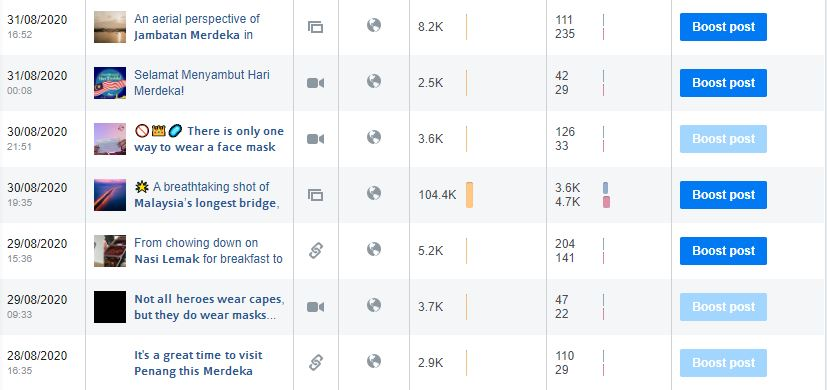 31/08/2020
16:52
An aerial perspective of
Jambatan Merdeka in
8.2K
111
235
Boost post
31/08/2020
00:08
Selamat Menyambut Hari
Merdeka!
2.5K
42
29
Boost post
30/08/2020
21:51
🚫👑🩹 There is only one
way to wear a face mask
3.6K
126
33
Boost post
30/08/2020
19:35
A breathtaking shot of
Malaysia's longest bridge,
104.4K
3.6K
4.7K
Boost post
29/08/2020
15:36
From chowing down on
Nasi Lemak for breakfast to
5.2K
204
141
Boost post
29/08/2020
09:33
Not all heroes wear capes,
but they do wear masks...
3.7K
47
22
Boost post
28/08/2020
16:35
It's a great time to visit
Penang this Merdeka
2.9K
110
29
Boost post